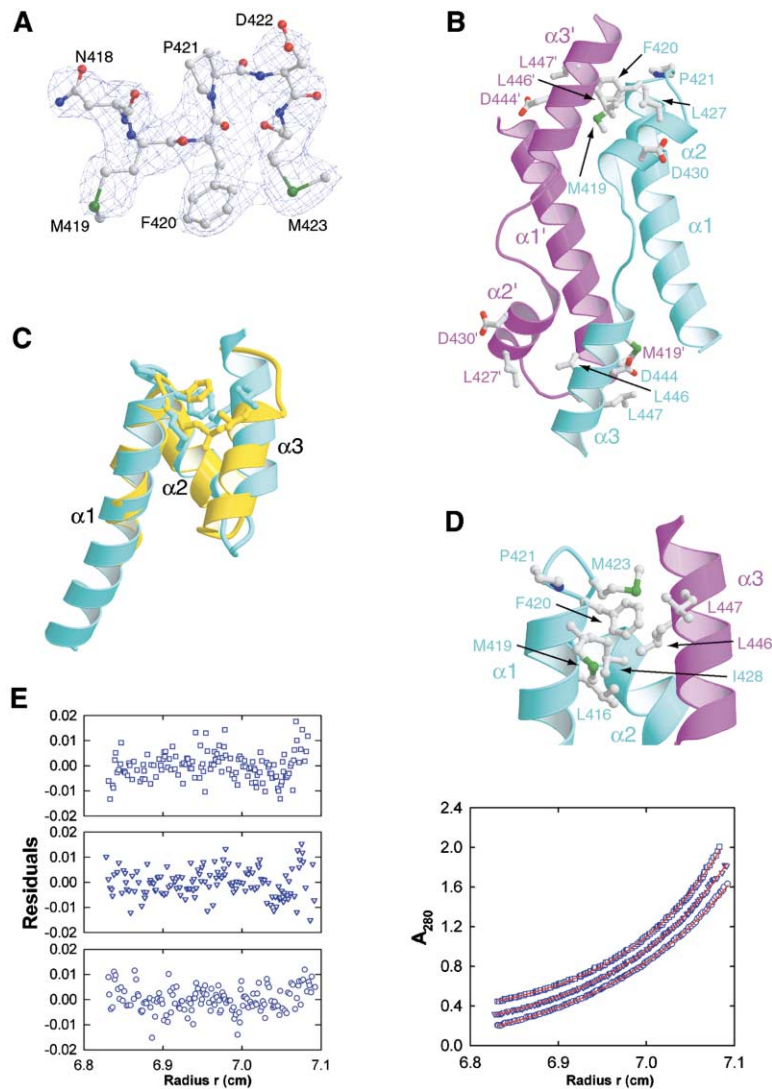 A
N418
P421
D422
M419
F420
M423
B
α3'
L447'
L446'
D444'
F420
P421
L427
α2
D430
M419
α1'
α1
α2'
D430'
M419'
D444
L427'
L446
L447
α3
C
α1
α2
α3
D
P421
M423
α3
F420
L447
M419
L446
α1
I428
L416
α2
E
0.02
0.01
0.00
-0.01
-0.02
0.02
0.01
0.00
-0.01
-0.02
0.02
0.01
0.00
-0.01
-0.02
Residuals
6.8 6.9 7.0 7.1
Radius r (cm)
2.4
2.0
1.6
1.2
0.8
0.4
0.0
A280
6.8 6.9 7.0 7.1
Radius r (cm)